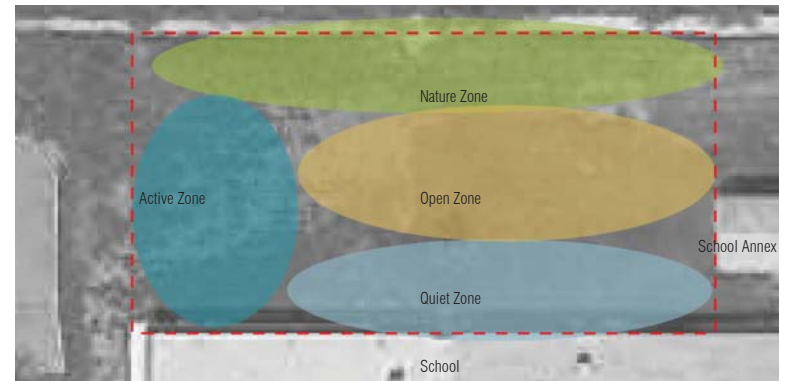 Nature Zone
Active Zone
Open Zone
School Annex
Quiet Zone
School